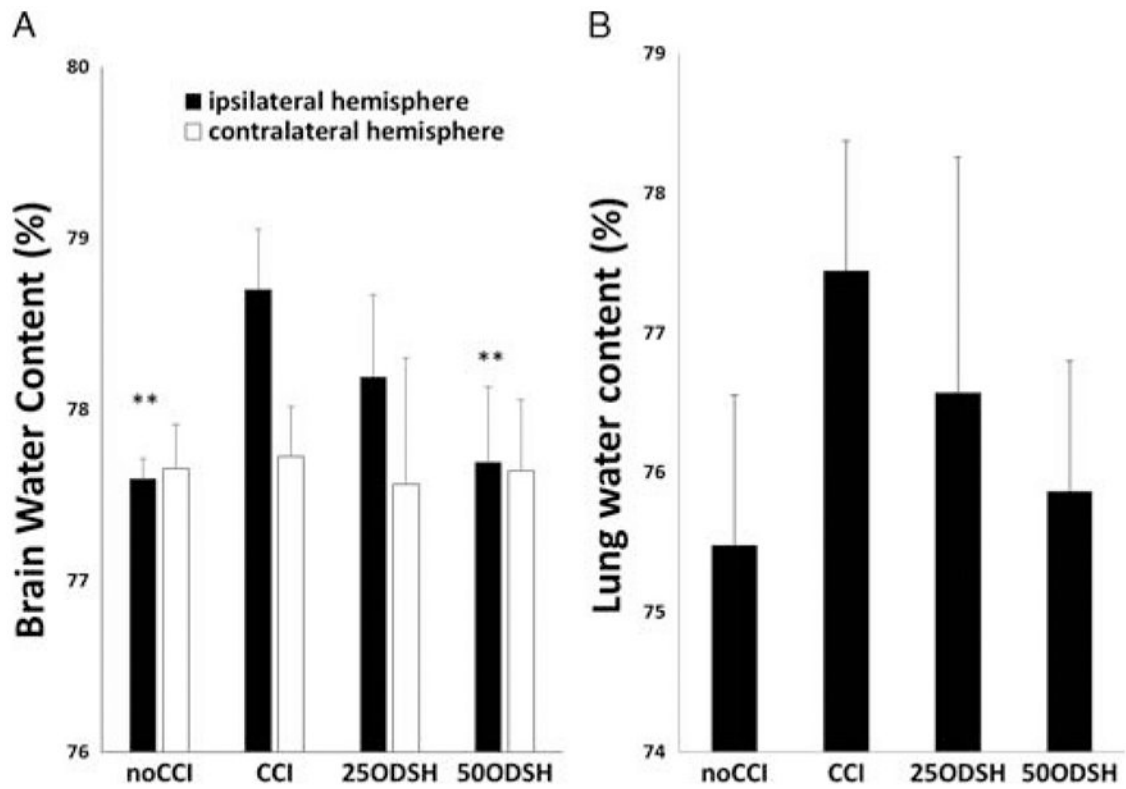 A
Brain Water Content (%)
80
79
78
77
76
ipsilateral hemisphere
contralateral hemisphere
**
**
noCCI CCI 25ODSH 50ODSH
B
Lung water content (%)
79
78
77
76
75
74
noCCI CCI 25ODSH 50ODSH